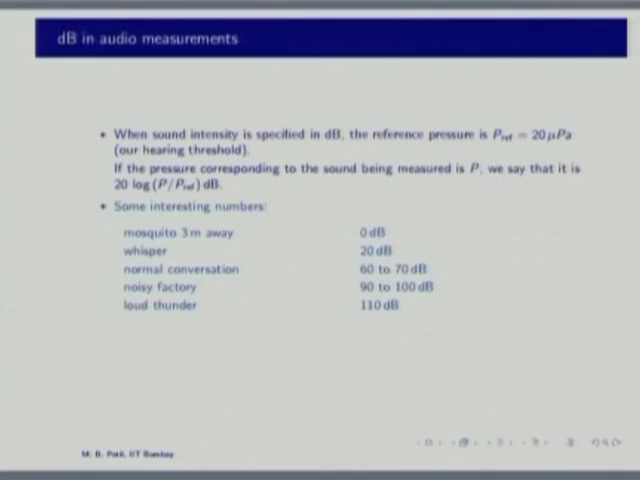 dB in audio measurements
• When sound intensity is specified in dB, the reference pressure is P_ref = 20 μPa
(our hearing threshold).
If the pressure corresponding to the sound being measured is P, we say that it is
20 log (P/P_ref) dB.
• Some interesting numbers:
mosquito 3 m away 0 dB
whisper 20 dB
normal conversation 60 to 70 dB
noisy factory 90 to 100 dB
loud thunder 110 dB
M. B. Patil, IIT Bombay